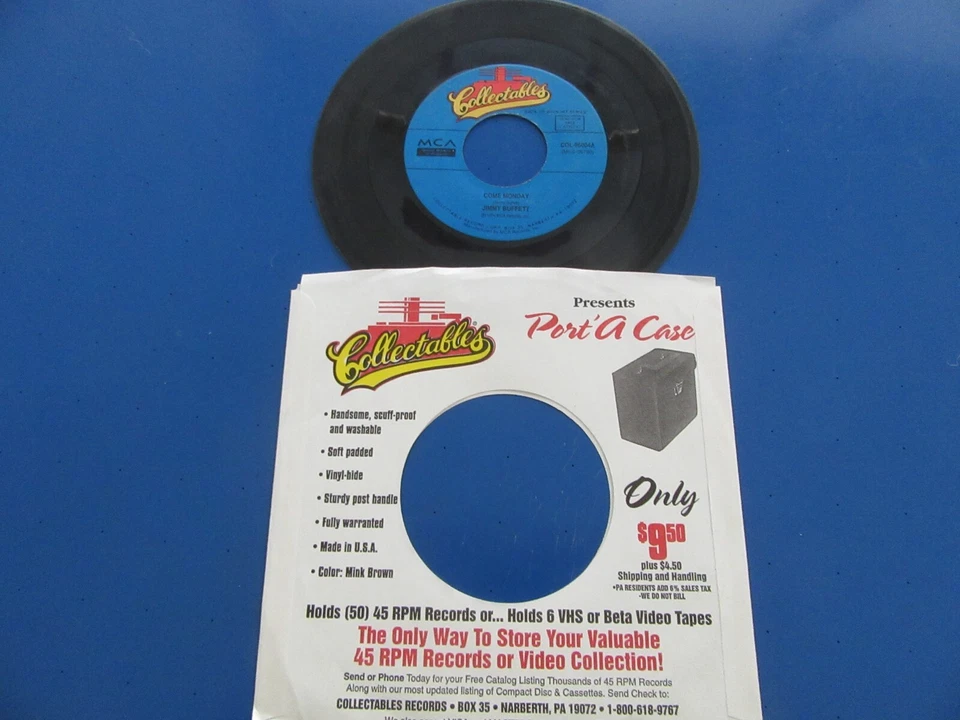 Collectables
MCA
COME MONDAY
JIMMY BUFFETT
Presents
Port'A Case
Collectables
• Handsome, scuff-proof
and washable
• Soft padded
• Vinyl-hide
• Sturdy post handle
• Fully warranted
• Made in U.S.A.
• Color: Mink Brown
Only
$9.50
plus $4.50
Shipping and Handling
*PA RESIDENTS ADD 6% SALES TAX
-WE DO NOT BILL
Holds (50) 45 RPM Records or... Holds 6 VHS or Beta Video Tapes
The Only Way To Store Your Valuable
45 RPM Records or Video Collection!
Send or Phone Today for your Free Catalog Listing Thousands of 45 RPM Records
Along with our most updated listing of Compact Disc & Cassettes. Send Check to:
COLLECTABLES RECORDS • BOX 35 • NARBERTH, PA 19072 • 1-800-618-9767